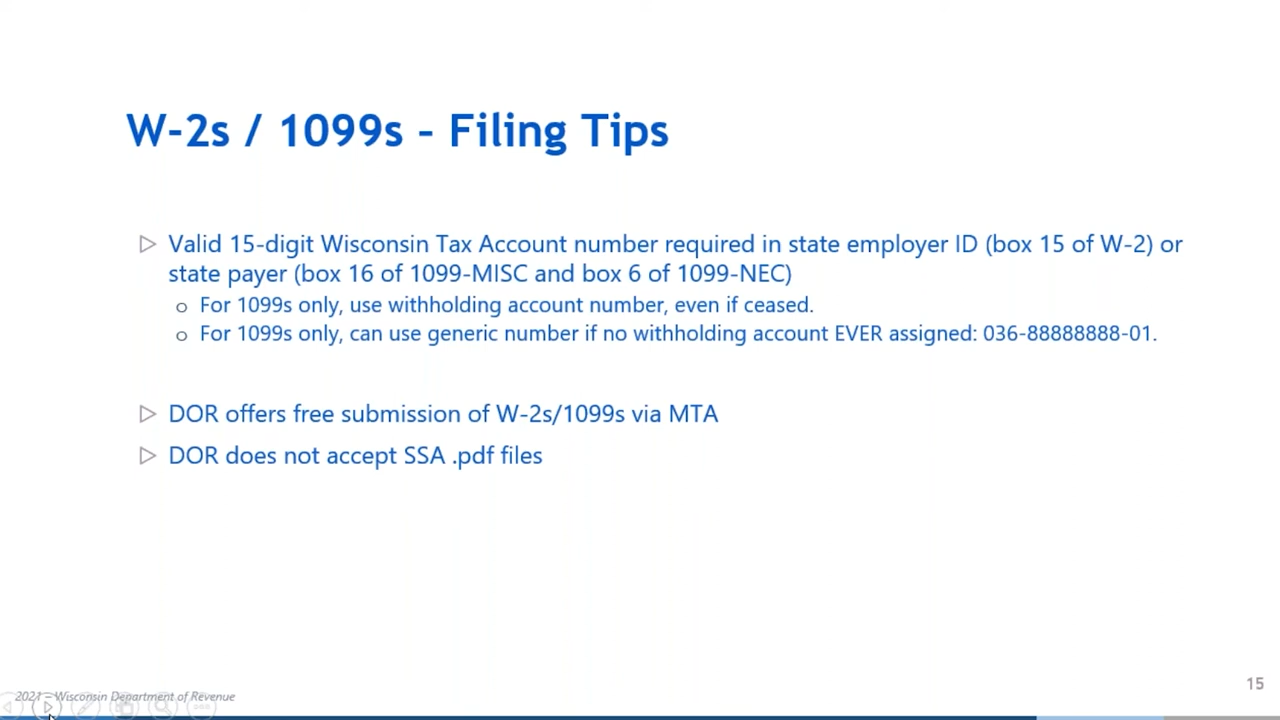 W-2s / 1099s – Filing Tips
Valid 15-digit Wisconsin Tax Account number required in state employer ID (box 15 of W-2) or
state payer (box 16 of 1099-MISC and box 6 of 1099-NEC)
For 1099s only, use withholding account number, even if ceased.
For 1099s only, can use generic number if no withholding account EVER assigned: 036-88888888-01.
DOR offers free submission of W-2s/1099s via MTA
DOR does not accept SSA .pdf files
2021 – Wisconsin Department of Revenue
15